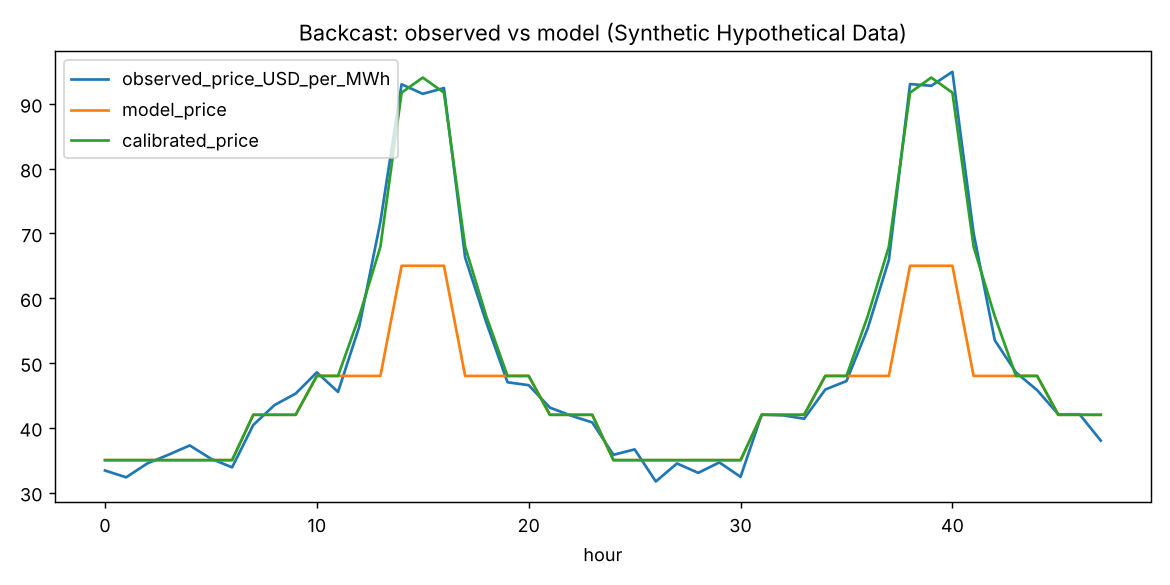 Backcast: observed vs model (Synthetic Hypothetical Data)
observed_price_USD_per_MWh
model_price
calibrated_price
90
80
70
60
50
40
30
0 10 20 30 40
hour